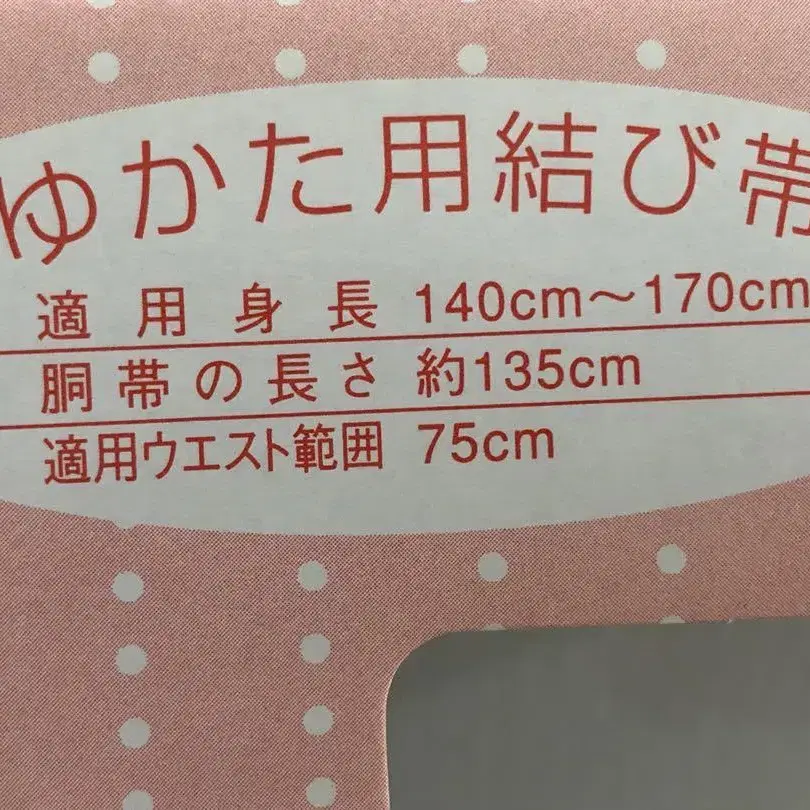 ゆかた用結び帯
適用身長 140cm～170cm
胴帯の長さ 約135cm
適用ウエスト範囲 75cm